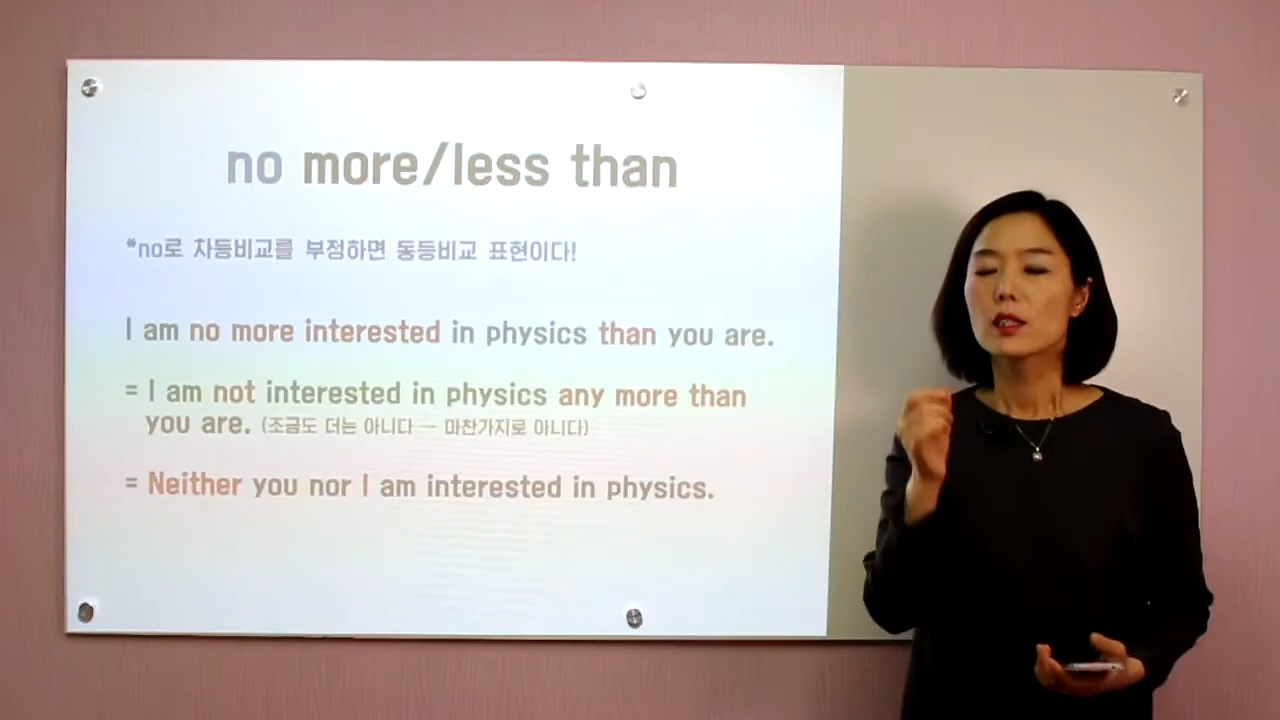 no more/less than
*no로 차등비교를 부정하면 동등비교 표현이다!
I am no more interested in physics than you are.
= I am not interested in physics any more than
you are. (조금도 더는 아니다 → 마찬가지로 아니다)
= Neither you nor I am interested in physics.